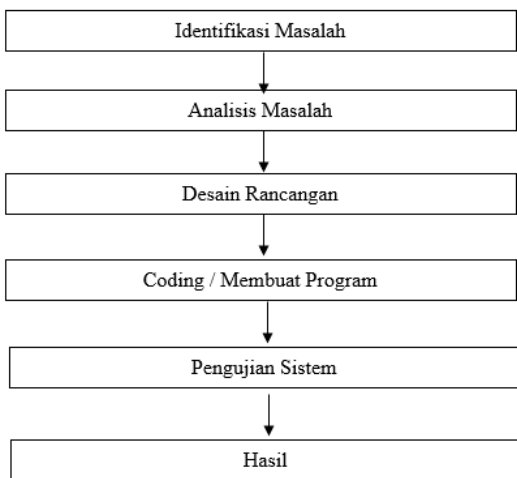 Identifikasi Masalah
Analisis Masalah
Desain Rancangan
Coding / Membuat Program
Pengujian Sistem
Hasil